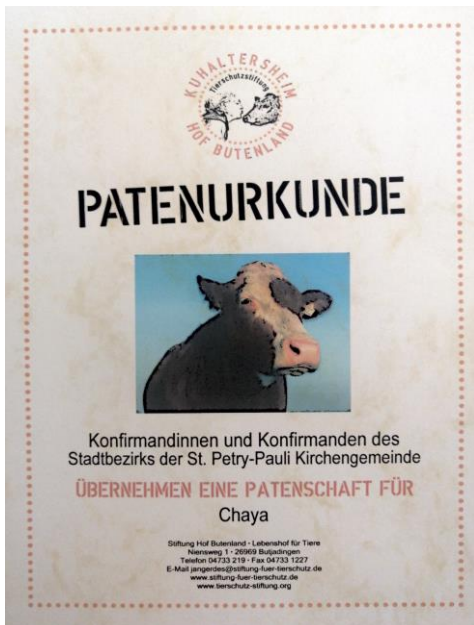 KUHALTERSHEIM
Tierschutzstiftung
HOF BUTENLAND
PATENURKUNDE
Konfirmandinnen und Konfirmanden des
Stadtbezirks der St. Petry-Pauli Kirchengemeinde
ÜBERNEHMEN EINE PATENSCHAFT FÜR
Chaya
Stiftung Hof Butenland • Lebenshof für Tiere
Niensweg 1 • 26969 Butjadingen
Telefon 04733 219 • Fax 04733 1227
E-Mail jangerdes@stiftung-fuer-tierschutz.de
www.stiftung-fuer-tierschutz.de
www.tierschutz-stiftung.org